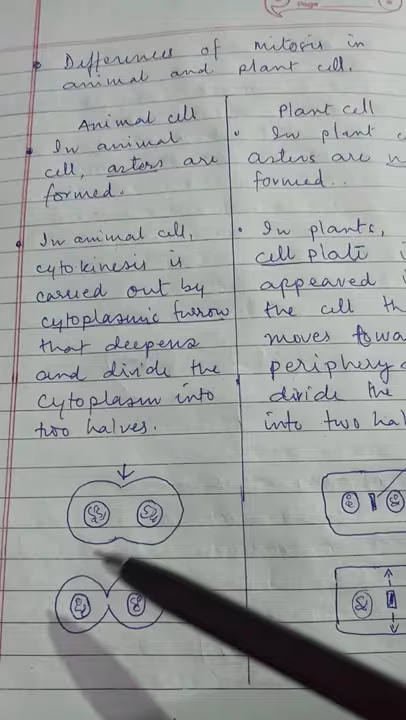 Page
Differences of mitosis in
animal and plant cell.
Animal cell
In animal
cell, asters are
formed.
In animal cell,
cytokinesis is
carried out by
cytoplasmic furrow
that deepens
and divide the
cytoplasm into
two halves.
Plant cell
In plant
asters are
formed..
In plants,
cell plate
appeared
the cell
moves
periphery
divide the
into two